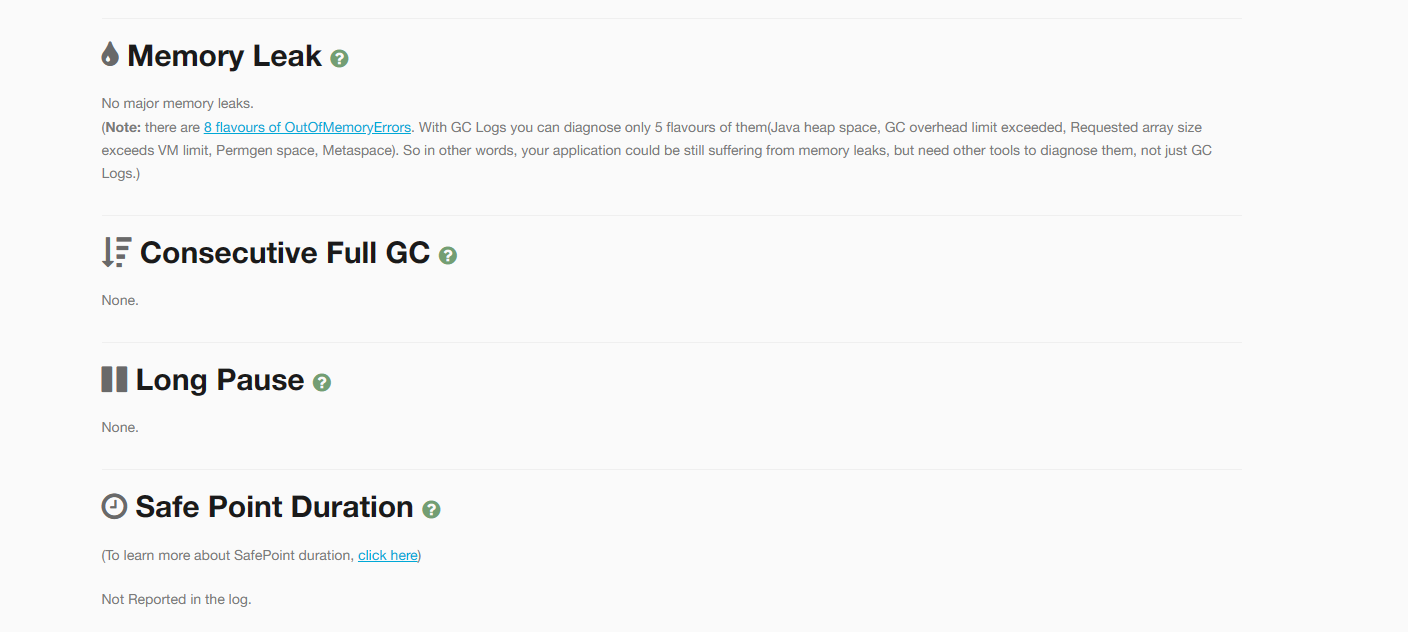 Memory Leak ?
No major memory leaks.
(Note: there are 8 flavours of OutOfMemoryErrors. With GC Logs you can diagnose only 5 flavours of them(Java heap space, GC overhead limit exceeded, Requested array size
exceeds VM limit, Permgen space, Metaspace). So in other words, your application could be still suffering from memory leaks, but need other tools to diagnose them, not just GC
Logs.)
Consecutive Full GC ?
None.
Long Pause ?
None.
Safe Point Duration ?
(To learn more about SafePoint duration, click here)
Not Reported in the log.